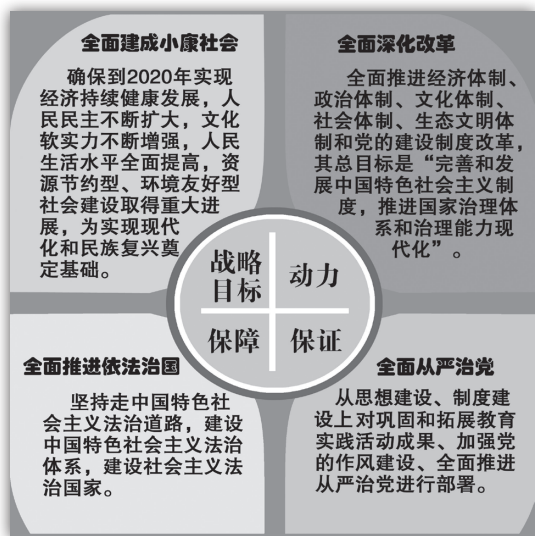 全面建成小康社会
确保到2020年实现
经济持续健康发展，人
民民主不断扩大，文化
软实力不断增强，人民
生活水平全面提高，资
源节约型、环境友好型
社会建设取得重大进
展，为实现现代
化和民族复兴奠
定基础。
全面深化改革
全面推进经济体制、
政治体制、文化体制、
社会体制、生态文明体
制和党的建设制度改革，
其总目标是“完善和发
展中国特色社会主义制
度，推进国家治理体
系和治理能力现
代化”。
战略
目标
动力
保障
保证
全面推进依法治国
坚持走中国特色社
会主义法治道路，建设
中国特色社会主义法治
体系，建设社会主义法
治国家。
全面从严治党
从思想建设、制度建
设上对巩固和拓展教育
实践活动成果、加强党
的作风建设、全面推进
从严治党进行部署。